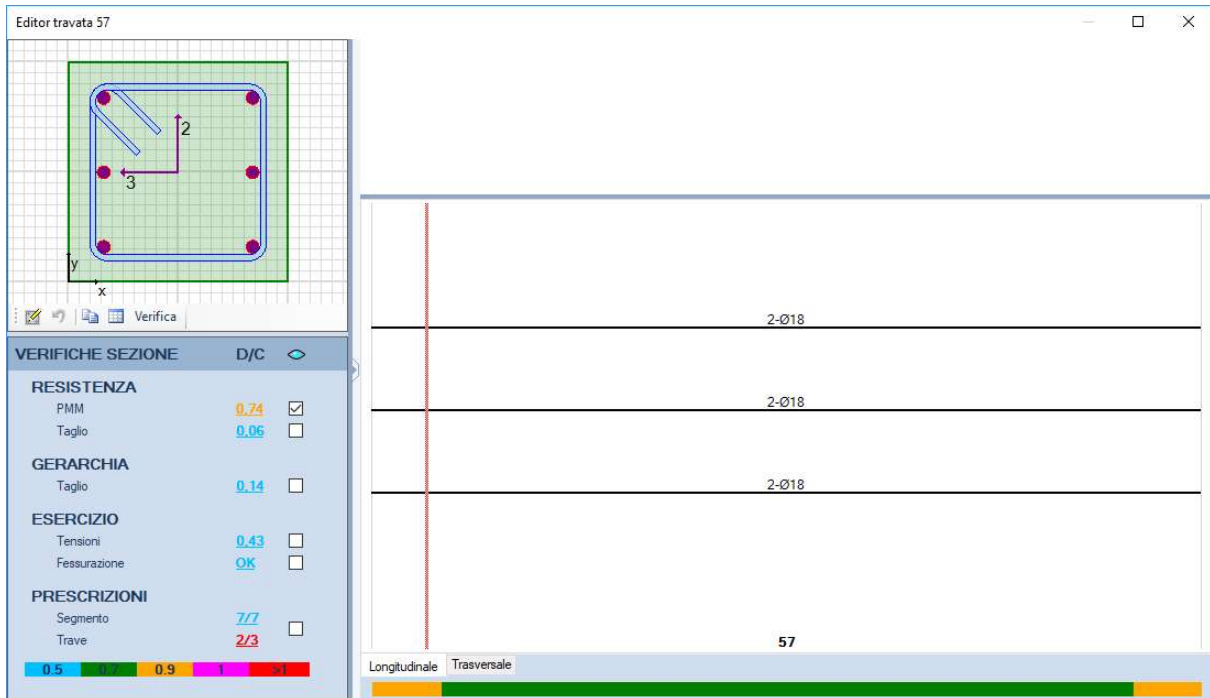 Editor travata 57
2
3
y
x
Verifica
VERIFICHE SEZIONE D/C
RESISTENZA
PMM 0,74
Taglio 0,06
GERARCHIA
Taglio 0,14
ESERCIZIO
Tensioni 0,43
Fessurazione OK
PRESCRIZIONI
Segmento 7/7
Trave 2/3
0.5 0.7 0.9 1 >1
2-Ø18
2-Ø18
2-Ø18
57
Longitudinale Trasversale